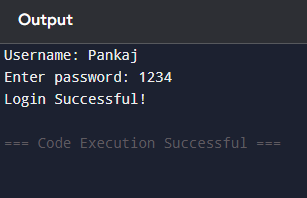 Output
Username: Pankaj
Enter password: 1234
Login Successful!
=== Code Execution Successful ===